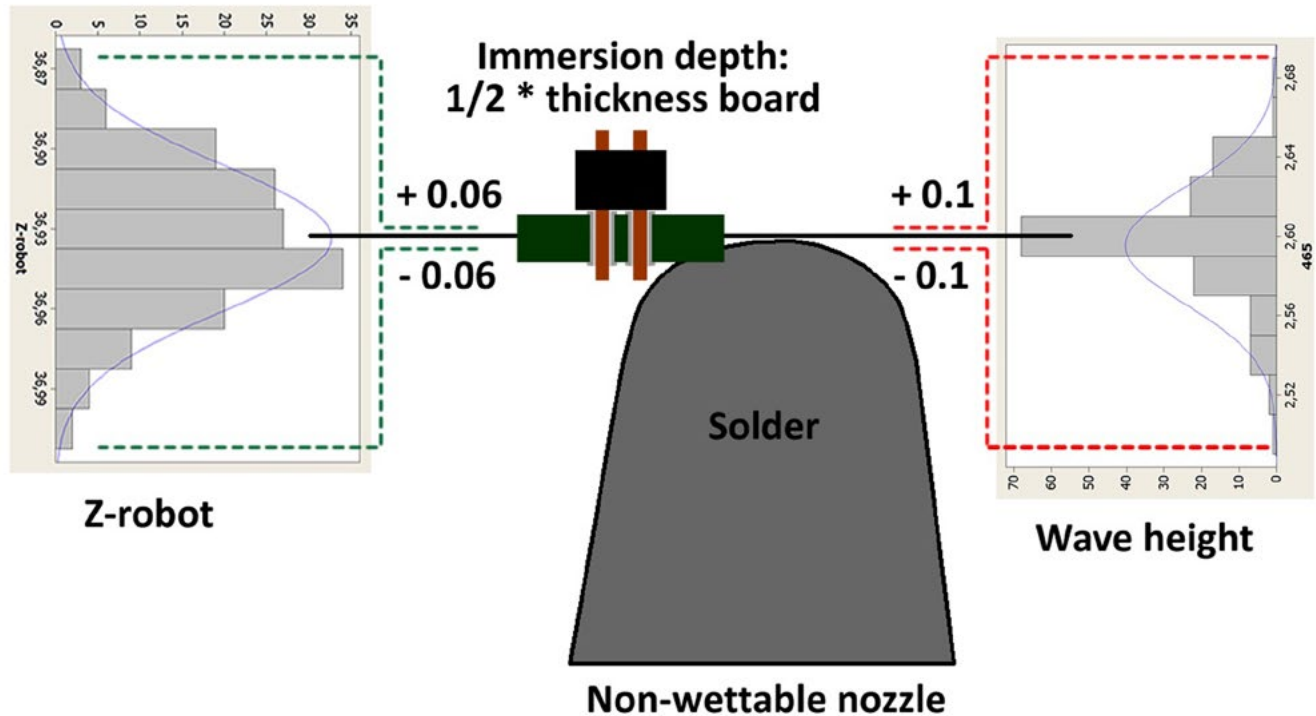 0 5 10 15 20 25 30 35
36,87
36,90
36,93
36,96
36,99
Z-robot
Z-robot
Immersion depth:
1/2 * thickness board
+ 0.06
- 0.06
+ 0.1
- 0.1
Solder
Non-wettable nozzle
2,68
2,64
2,60
2,56
2,52
465
70 60 50 40 30 20 10 0
Wave height